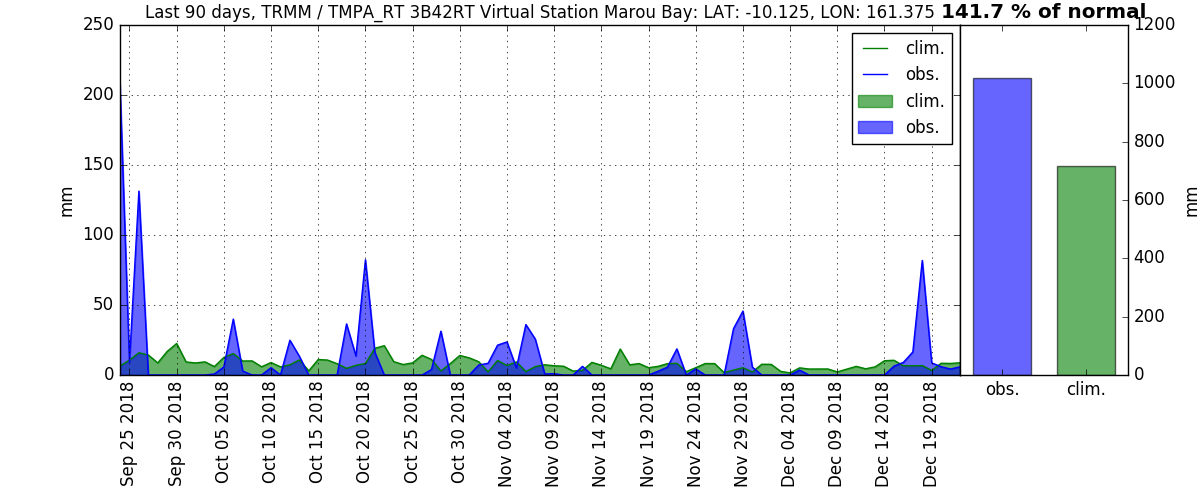 Last 90 days, TRMM / TMPA_RT 3B42RT Virtual Station Marou Bay: LAT: -10.125, LON: 161.375 141.7 % of normal
250
200
150
100
50
0
mm
clim.
obs.
clim.
obs.
1200
1000
800
600
400
200
0
mm
Sep 25 2018
Sep 30 2018
Oct 05 2018
Oct 10 2018
Oct 15 2018
Oct 20 2018
Oct 25 2018
Oct 30 2018
Nov 04 2018
Nov 09 2018
Nov 14 2018
Nov 19 2018
Nov 24 2018
Nov 29 2018
Dec 04 2018
Dec 09 2018
Dec 14 2018
Dec 19 2018
obs.
clim.